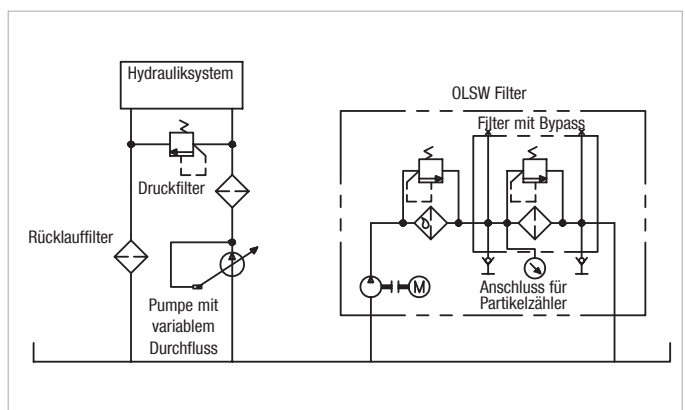 Hydrauliksystem
OLSW Filter
Filter mit Bypass
Druckfilter
Rücklauffilter
Pumpe mit
variablem
Durchfluss
M
Anschluss für
Partikelzähler